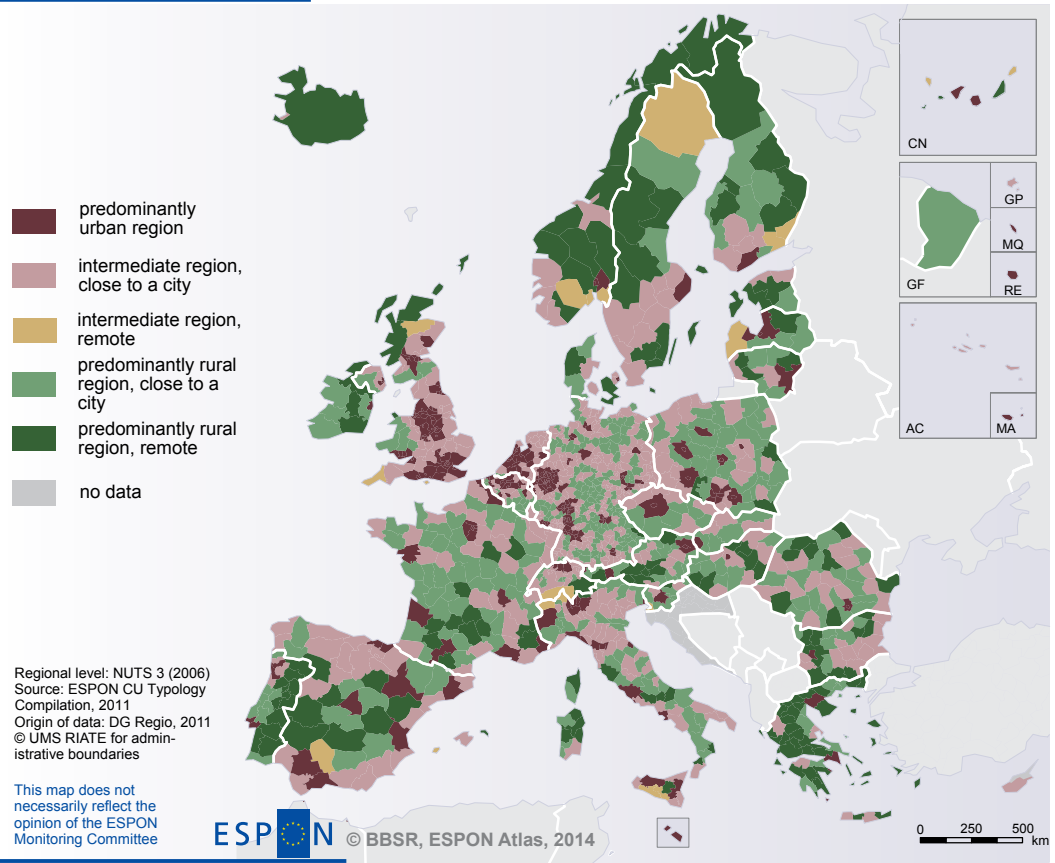 predominantly
urban region
intermediate region,
close to a city
intermediate region,
remote
predominantly rural
region, close to a
city
predominantly rural
region, remote
no data
Regional level: NUTS 3 (2006)
Source: ESPON CU Typology
Compilation, 2011
Origin of data: DG Regio, 2011
© UMS RIATE for admin-
istrative boundaries
This map does not
necessarily reflect the
opinion of the ESPON
Monitoring Committee
ESPON
© BBSR, ESPON Atlas, 2014
CN
GP
MQ
GF
RE
AC
MA
0 250 500
km